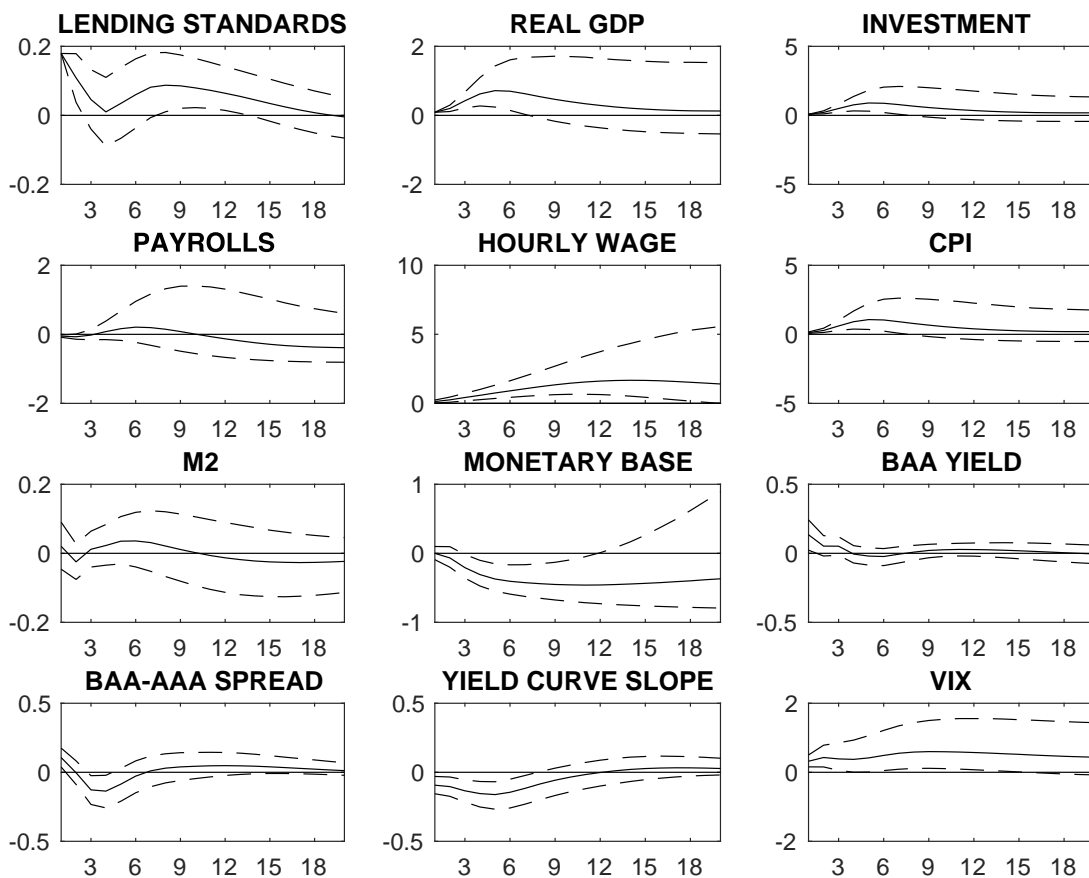 LENDING STANDARDS REAL GDP INVESTMENT
0.2 2 5
0 0 0
-0.2 -2 -5
3 6 9 12 15 18 3 6 9 12 15 18 3 6 9 12 15 18
PAYROLLS HOURLY WAGE CPI
2 10 5
0 5 0
-2 0 -5
3 6 9 12 15 18 3 6 9 12 15 18 3 6 9 12 15 18
M2 MONETARY BASE BAA YIELD
0.2 1 0.5
0 0 0
-0.2 -1 -0.5
3 6 9 12 15 18 3 6 9 12 15 18 3 6 9 12 15 18
BAA-AAA SPREAD YIELD CURVE SLOPE VIX
0.5 0.5 2
0 0 0
-0.5 -0.5 -2
3 6 9 12 15 18 3 6 9 12 15 18 3 6 9 12 15 18